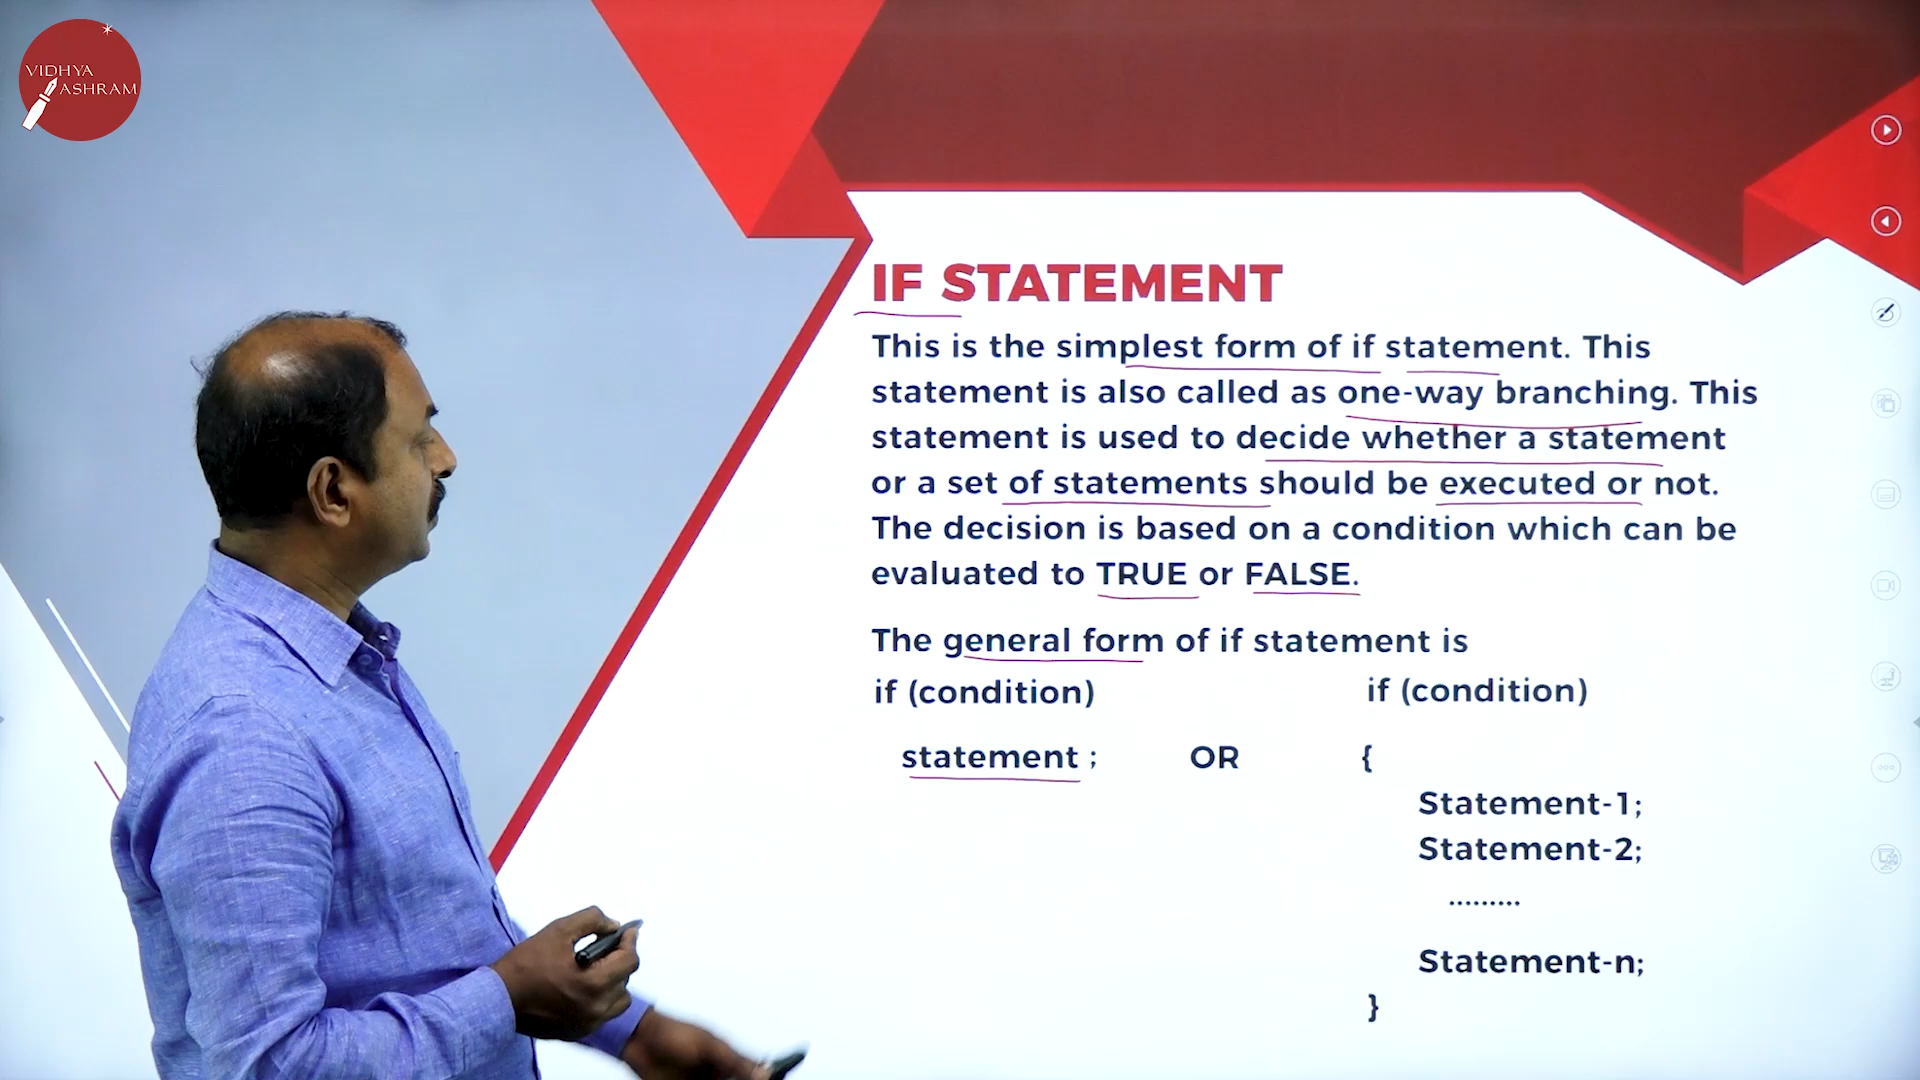 VIDHYA
ASHRAM
IF STATEMENT
This is the simplest form of if statement. This
statement is also called as one-way branching. This
statement is used to decide whether a statement
or a set of statements should be executed or not.
The decision is based on a condition which can be
evaluated to TRUE or FALSE.
The general form of if statement is
if (condition) if (condition)
statement ; OR {
Statement-1;
Statement-2;
.........
Statement-n;
}